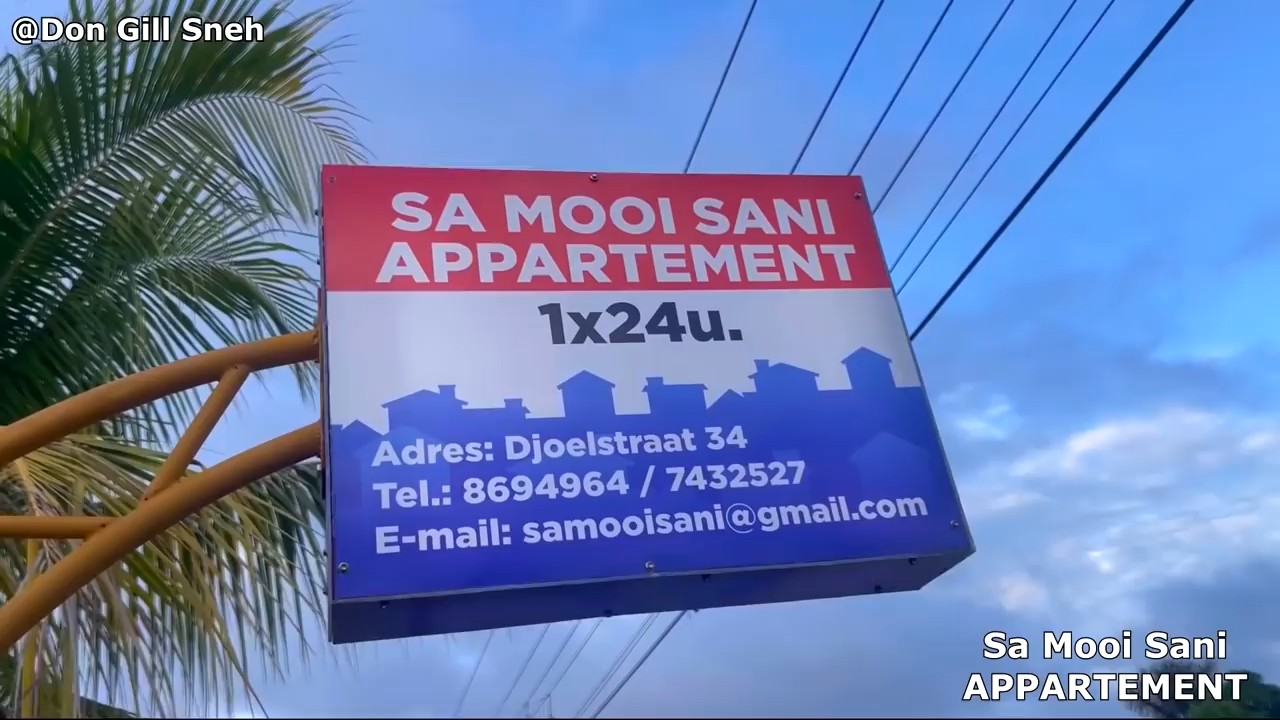 @Don Gill Sneh
SA MOOI SANI
APPARTEMENT
1x24u.
Adres: Djoelstraat 34
Tel.: 8694964 / 7432527
E-mail: samooisani@gmail.com
Sa Mooi Sani
APPARTEMENT